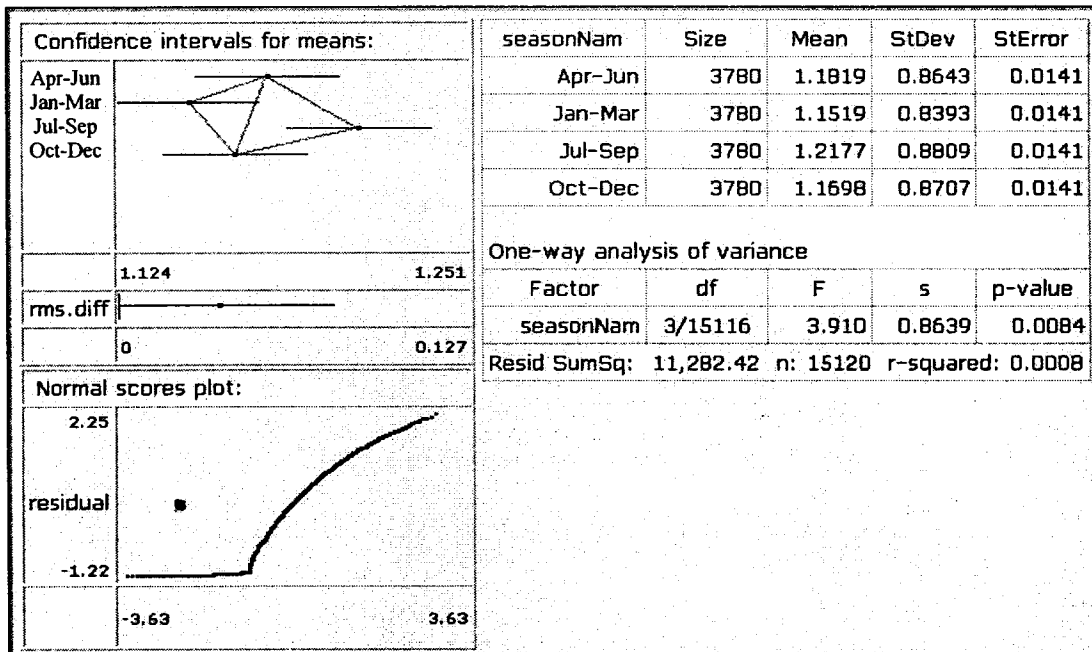 Confidence intervals for means:
Apr-Jun
Jan-Mar
Jul-Sep
Oct-Dec
1.124 1.251
rms.diff
0 0.127
Normal scores plot:
2.25
residual
-1.22
-3.63 3.63
seasonNam Size Mean StDev StError
Apr-Jun 3780 1.1819 0.8643 0.0141
Jan-Mar 3780 1.1519 0.8393 0.0141
Jul-Sep 3780 1.2177 0.8809 0.0141
Oct-Dec 3780 1.1698 0.8707 0.0141
One-way analysis of variance
Factor df F s p-value
seasonNam 3/15116 3.910 0.8639 0.0084
Resid SumSq: 11,282.42 n: 15120 r-squared: 0.0008